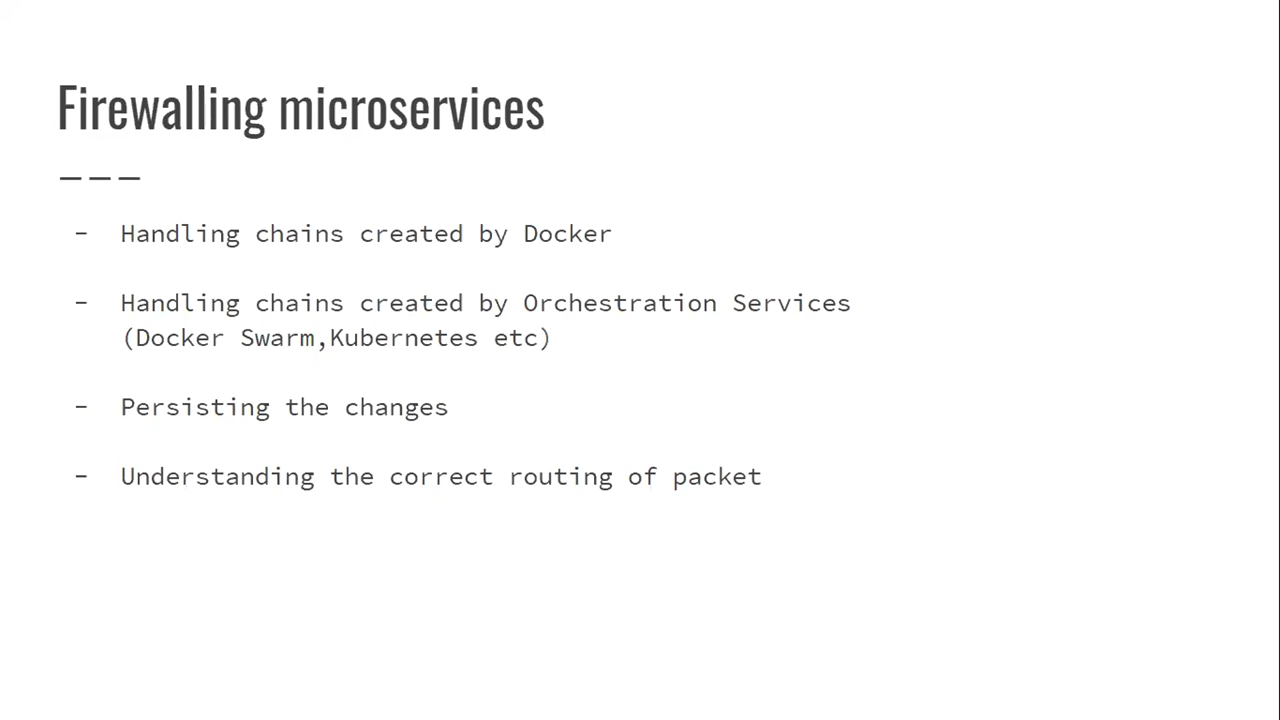 Firewalling microservices
- Handling chains created by Docker
- Handling chains created by Orchestration Services
(Docker Swarm,Kubernetes etc)
- Persisting the changes
- Understanding the correct routing of packet